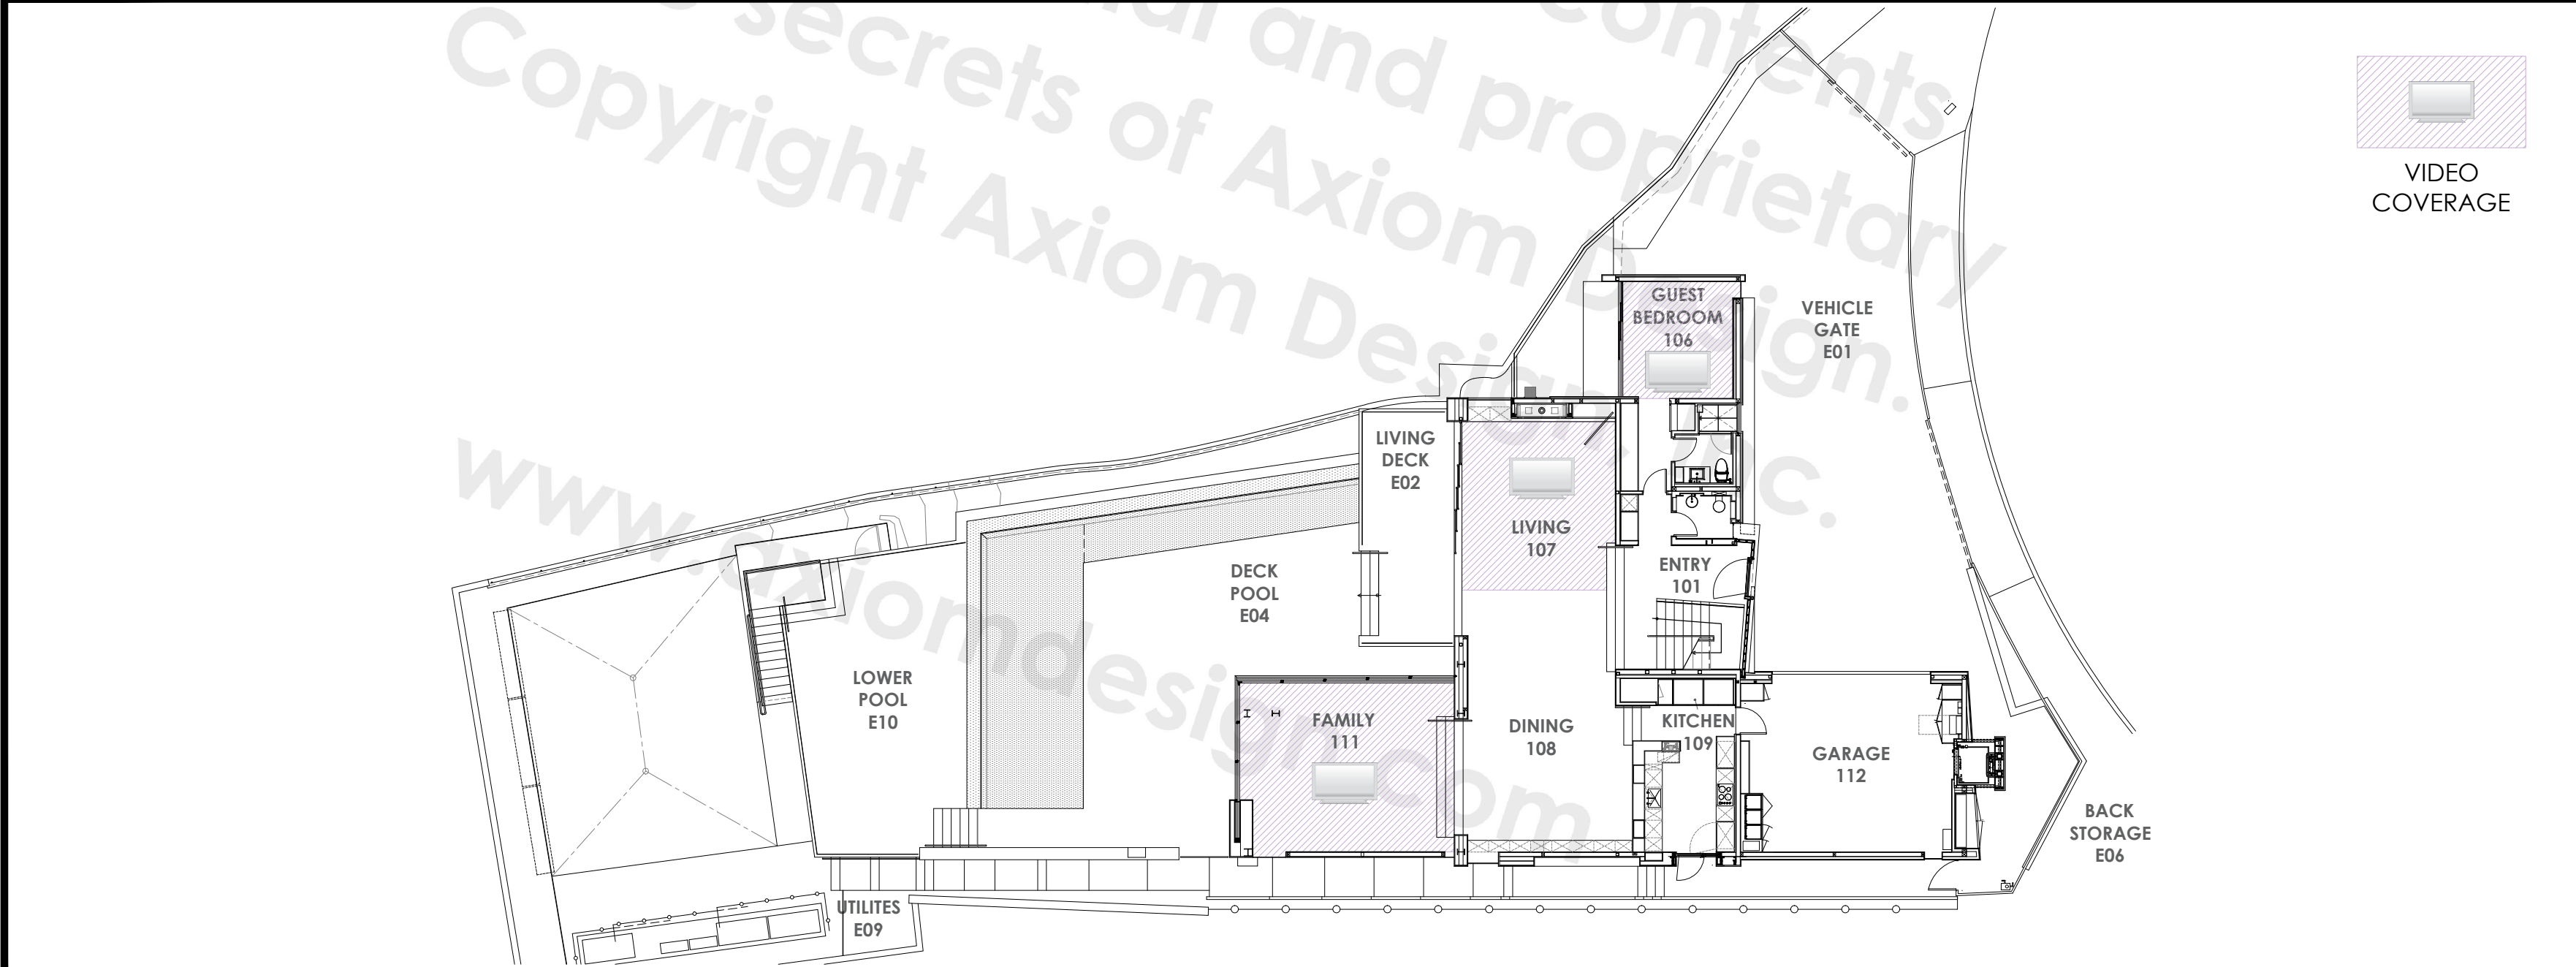 secrets of Axiom Design.
and proprietary
Contents
Copyright Axiom Design, Inc.
www.axiomdesign.com
VIDEO
COVERAGE
GUEST
BEDROOM
106
VEHICLE
GATE
E01
LIVING
DECK
E02
LIVING
107
ENTRY
101
DECK
POOL
E04
LOWER
POOL
E10
FAMILY
111
DINING
108
KITCHEN
109
GARAGE
112
BACK
STORAGE
E06
UTILITES
E09